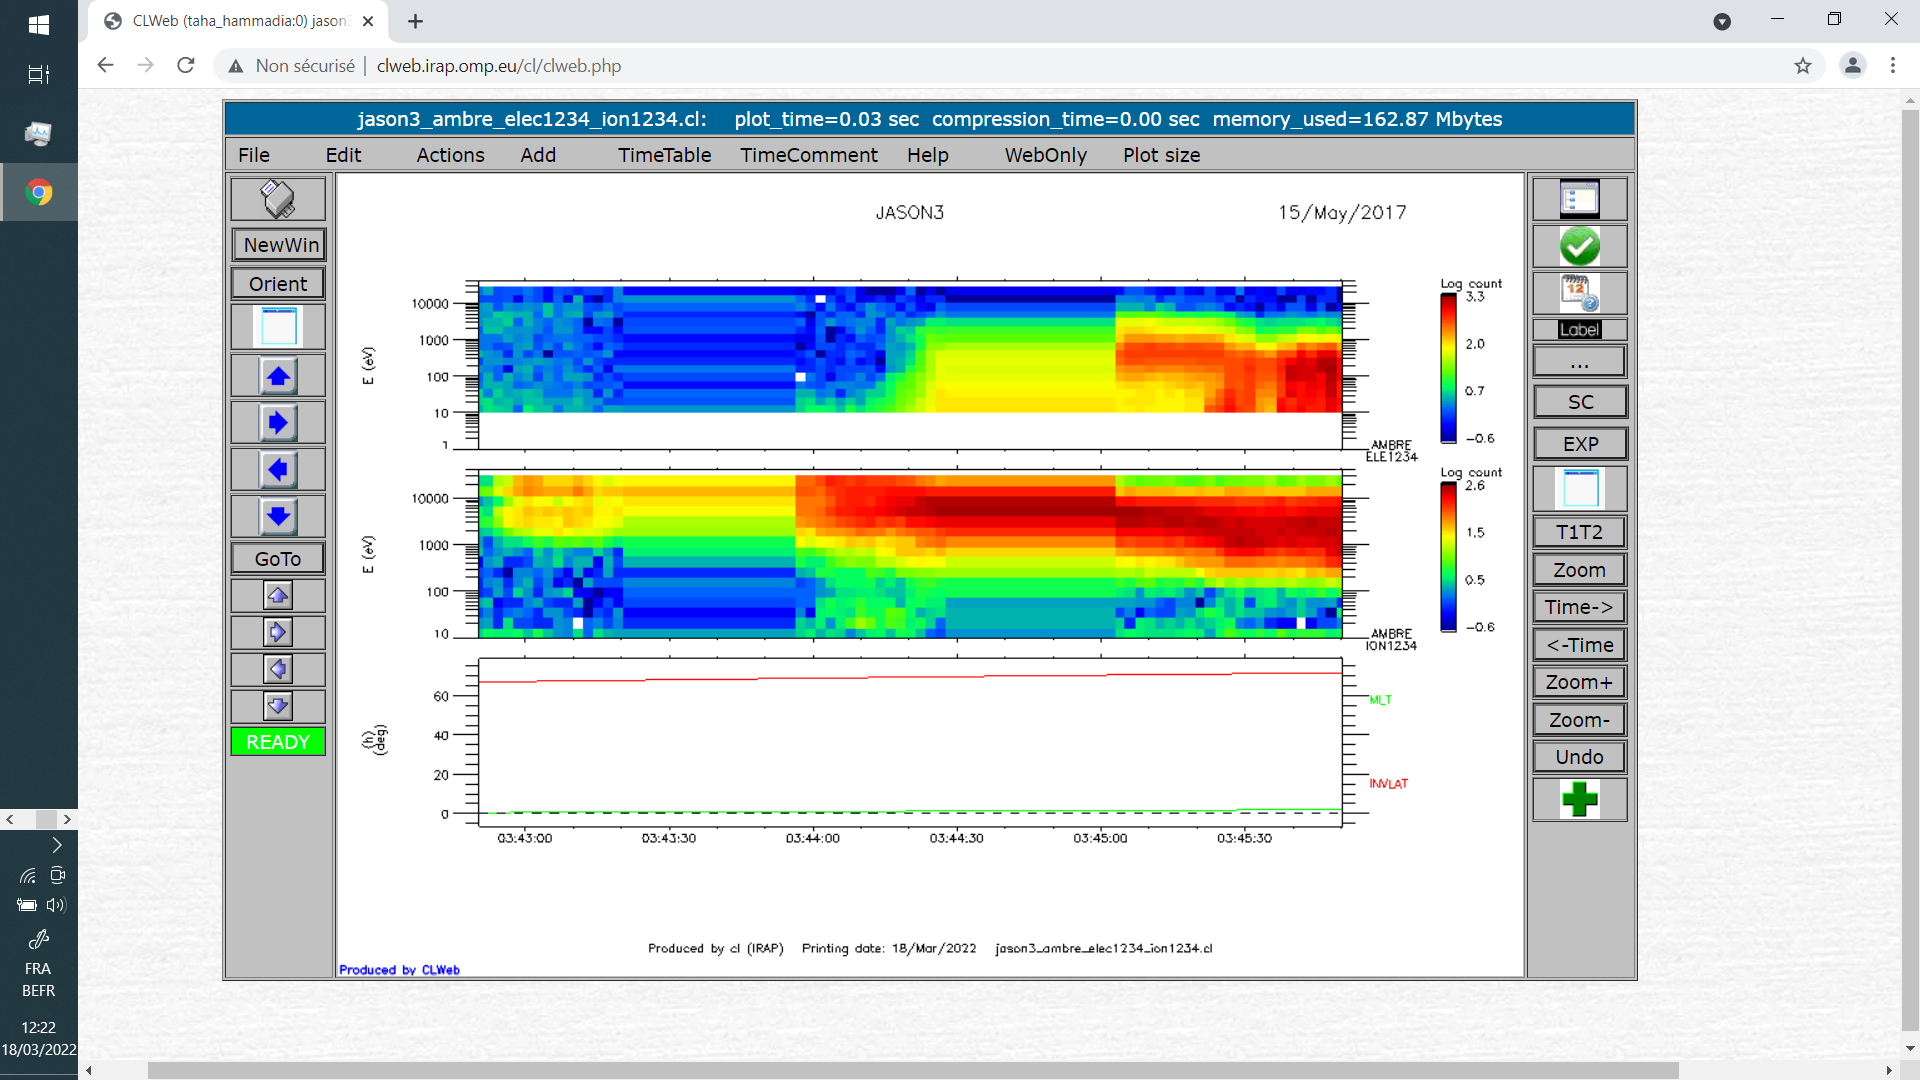 CLWeb (taha_hammadia:0) jason3
Non sécurisé | clweb.irap.omp.eu/cl/clweb.php
jason3_ambre_elec1234_ion1234.cl: plot_time=0.03 sec compression_time=0.00 sec memory_used=162.87 Mbytes
File Edit Actions Add TimeTable TimeComment Help WebOnly Plot size
NewWin
Orient
GoTo
READY
JASON3 15/May/2017
Log count
3.3
2.0
0.7
-0.6
10000
1000
100
10
1
E (eV)
AMBRE
ELE1234
Log count
2.6
1.5
0.5
-0.6
10000
1000
100
10
E (eV)
AMBRE
ION1234
60
40
20
0
(h)
(deg)
MLT
INVLAT
03:43:00 03:43:30 03:44:00 03:44:30 03:45:00 03:45:30
Produced by cl (IRAP) Printing date: 18/Mar/2022 jason3_ambre_elec1234_ion1234.cl
Produced by CLWeb
12
Label
...
SC
EXP
T1T2
Zoom
Time->
<-Time
Zoom+
Zoom-
Undo
FRA
BEFR
12:22
18/03/2022